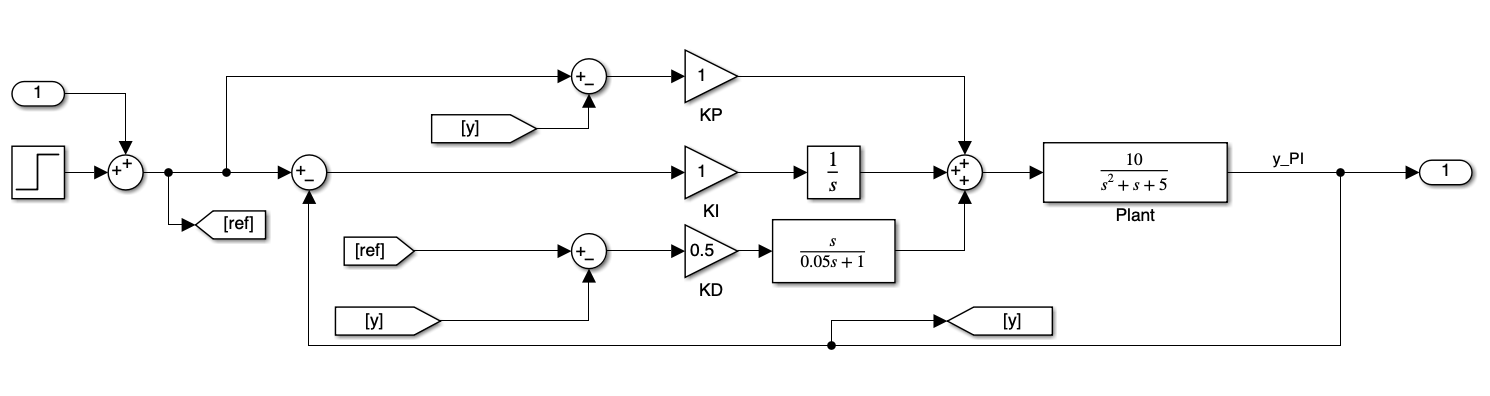 1
+
+
[ref]
+
−
[y]
1
KP
+
−
1
KI
1
s
[ref]
+
−
[y]
0.5
KD
s
0.05s + 1
+
+
+
10
s² + s + 5
Plant
y_PI
1
[y]